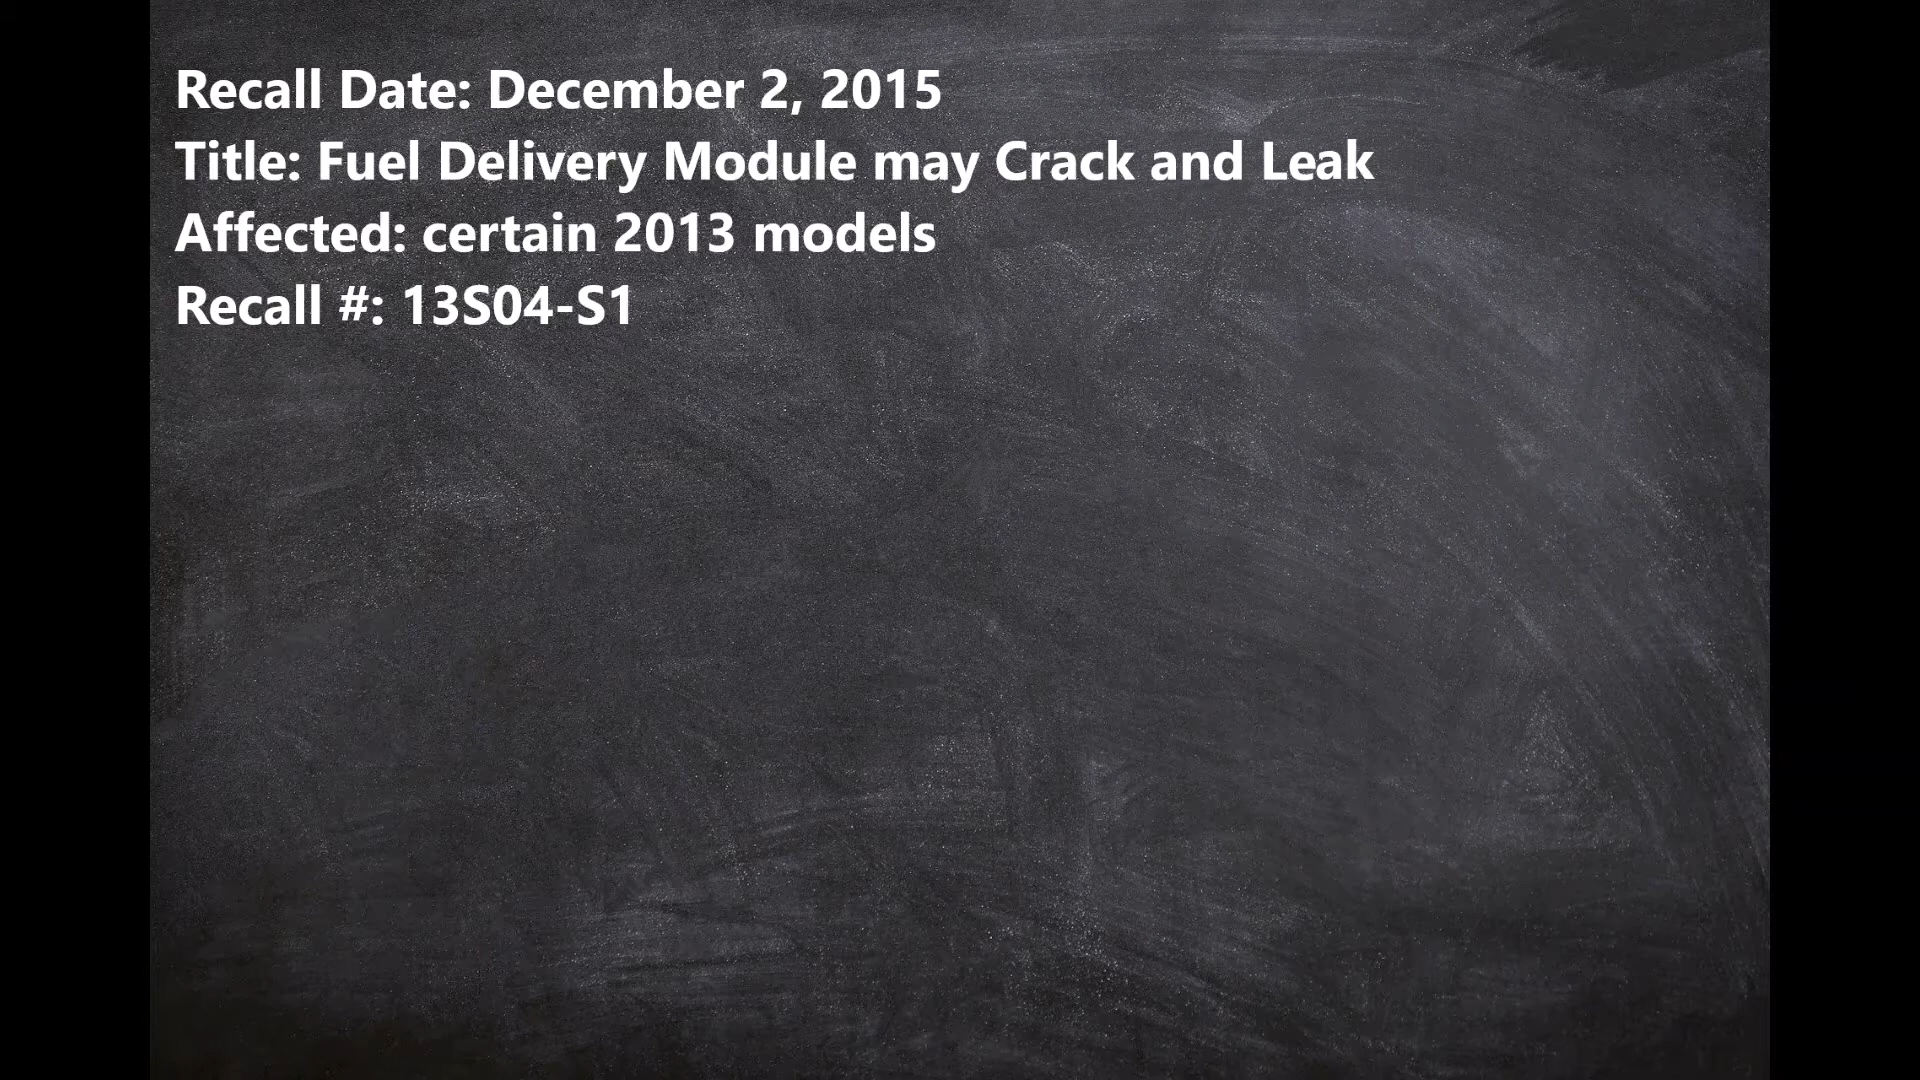 Recall Date: December 2, 2015
Title: Fuel Delivery Module may Crack and Leak
Affected: certain 2013 models
Recall #: 13S04-S1